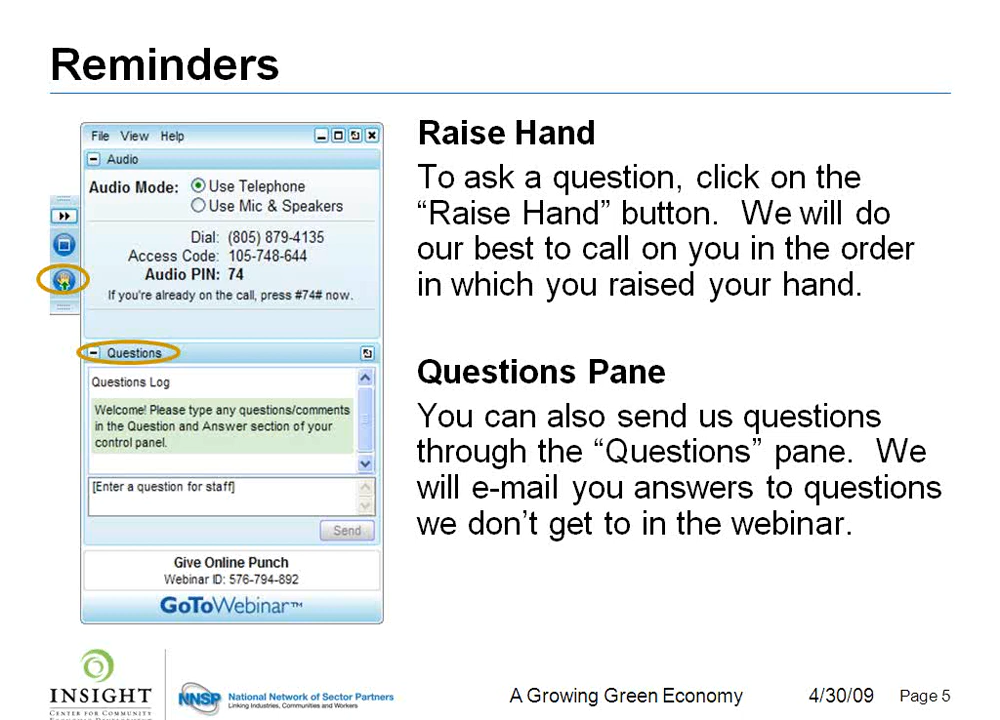 Reminders
File View Help
Audio
Audio Mode: Use Telephone
Use Mic & Speakers
Dial: (805) 879-4135
Access Code: 105-748-644
Audio PIN: 74
If you're already on the call, press #74# now.
Questions
Questions Log
Welcome! Please type any questions/comments
in the Question and Answer section of your
control panel.
[Enter a question for staff]
Send
Give Online Punch
Webinar ID: 576-794-892
GoToWebinar™
Raise Hand
To ask a question, click on the
“Raise Hand” button. We will do
our best to call on you in the order
in which you raised your hand.
Questions Pane
You can also send us questions
through the “Questions” pane. We
will e-mail you answers to questions
we don’t get to in the webinar.
INSIGHT
CENTER FOR COMMUNITY
ECONOMIC DEVELOPMENT
NNSP
National Network of Sector Partners
Linking Industries, Communities and Workers
A Growing Green Economy
4/30/09
Page 5